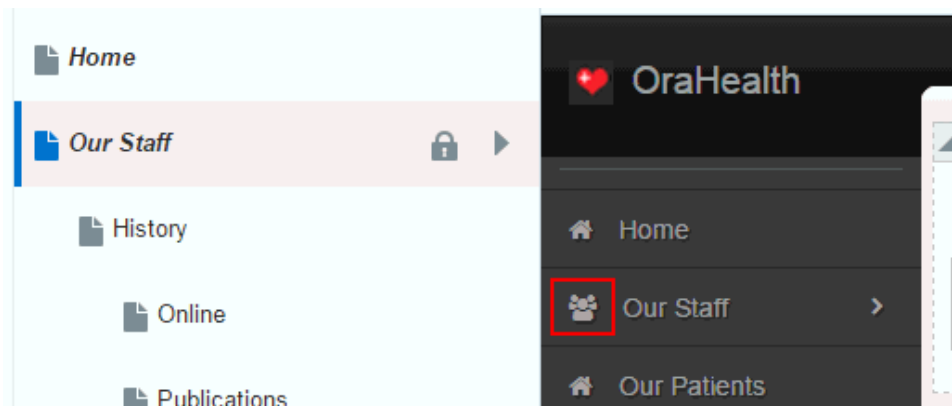 Home
Our Staff
History
Online
Publications
OraHealth
Home
Our Staff
Our Patients